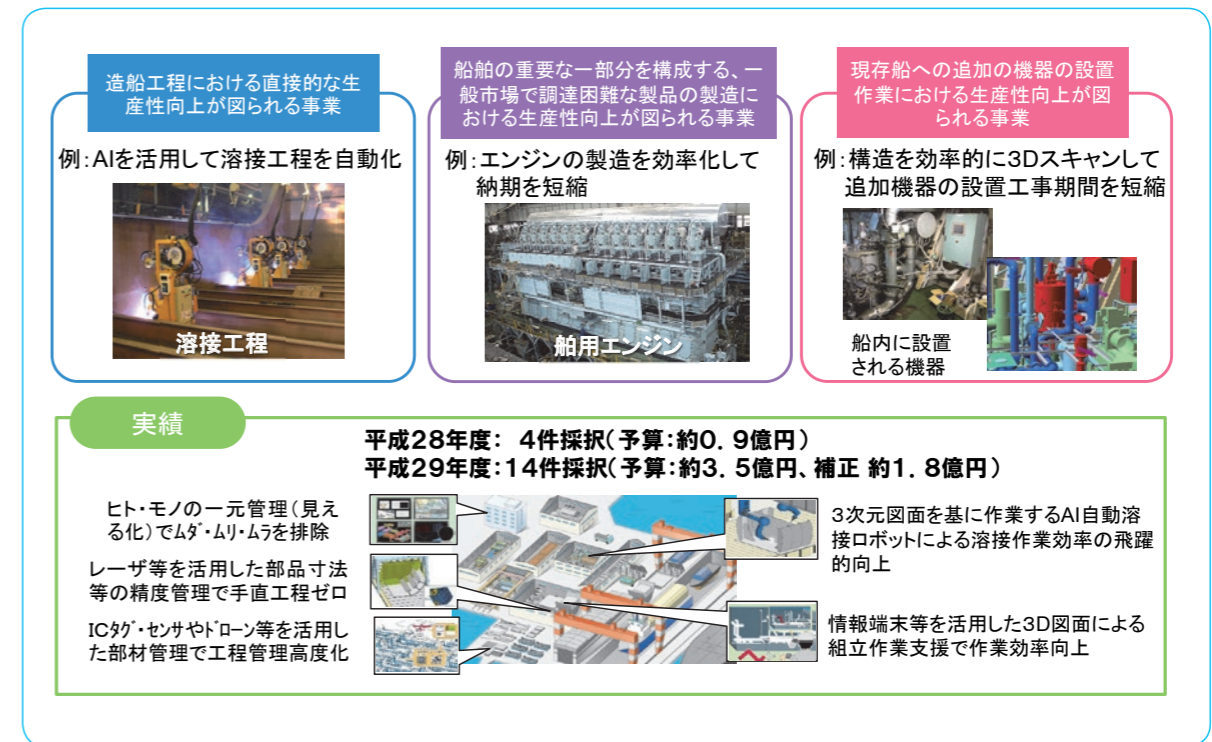 造船工程における直接的な生
産性向上が図られる事業
例：AIを活用して溶接工程を自動化
溶接工程
船舶の重要な一部分を構成する、一
般市場で調達困難な製品の製造に
おける生産性向上が図られる事業
例：エンジンの製造を効率化して
納期を短縮
舶用エンジン
現存船への追加の機器の設置
作業における生産性向上が図
られる事業
例：構造を効率的に3Dスキャンして
追加機器の設置工事期間を短縮
船内に設置
される機器
実績
平成28年度： 4件採択（予算：約0．9億円）
平成29年度：14件採択（予算：約3．5億円、補正 約1．8億円）
ヒト・モノの一元管理（見え
る化）でﾑﾀﾞ・ﾑﾘ・ﾑﾗを排除
レーザ等を活用した部品寸法
等の精度管理で手直工程ゼロ
ICﾀｸﾞ・センサやﾄﾞﾛｰﾝ等を活用し
た部材管理で工程管理高度化
3次元図面を基に作業するAI自動溶
接ロボットによる溶接作業効率の飛躍
的向上
情報端末等を活用した3D図面による
組立作業支援で作業効率向上